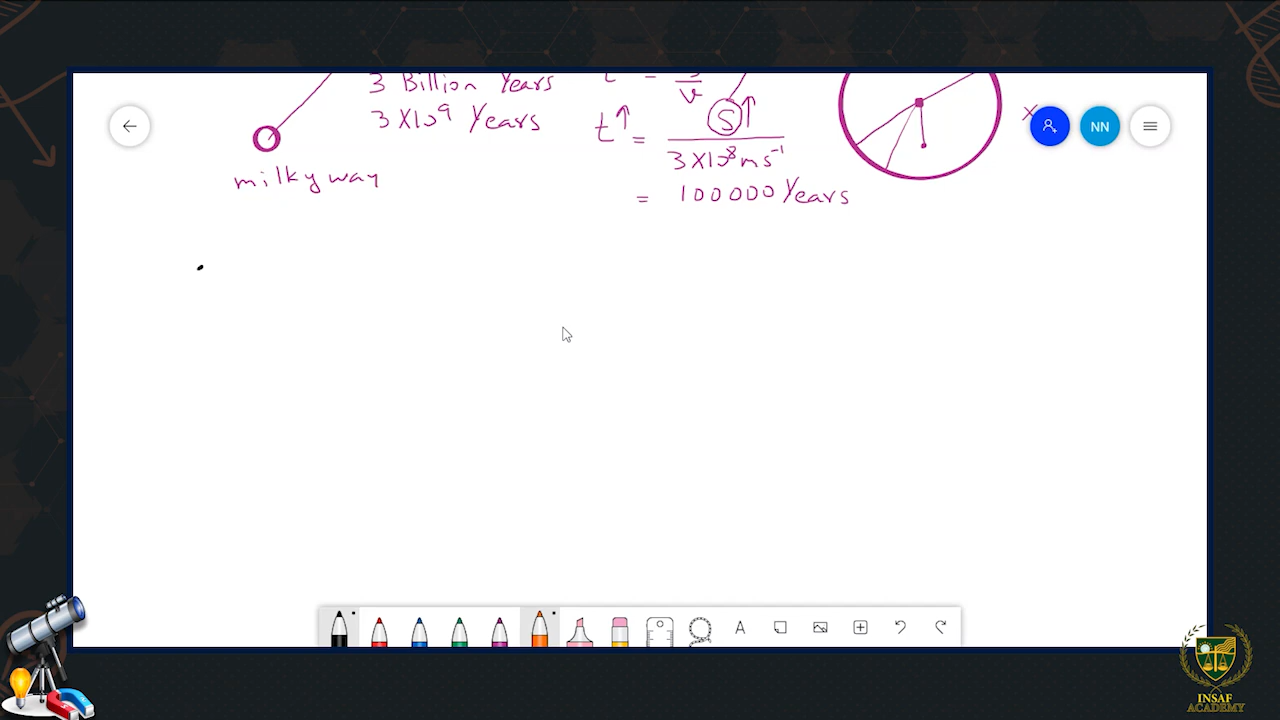 3 Billion Years
3 X 10⁹ Years
milky way
v
t↑ = S↑
3 X 10⁸ ms⁻¹
= 100000 Years
x
NN
A
INSAF
ACADEMY